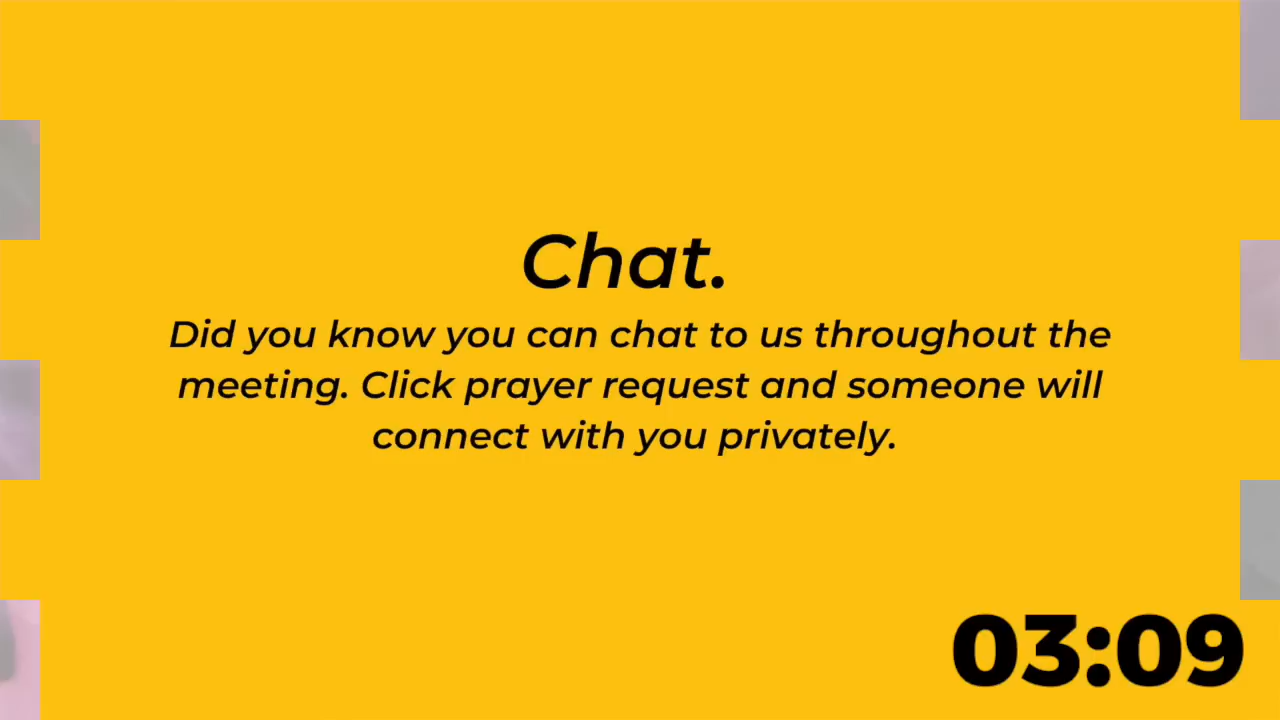 Chat.
Did you know you can chat to us throughout the
meeting. Click prayer request and someone will
connect with you privately.
03:09